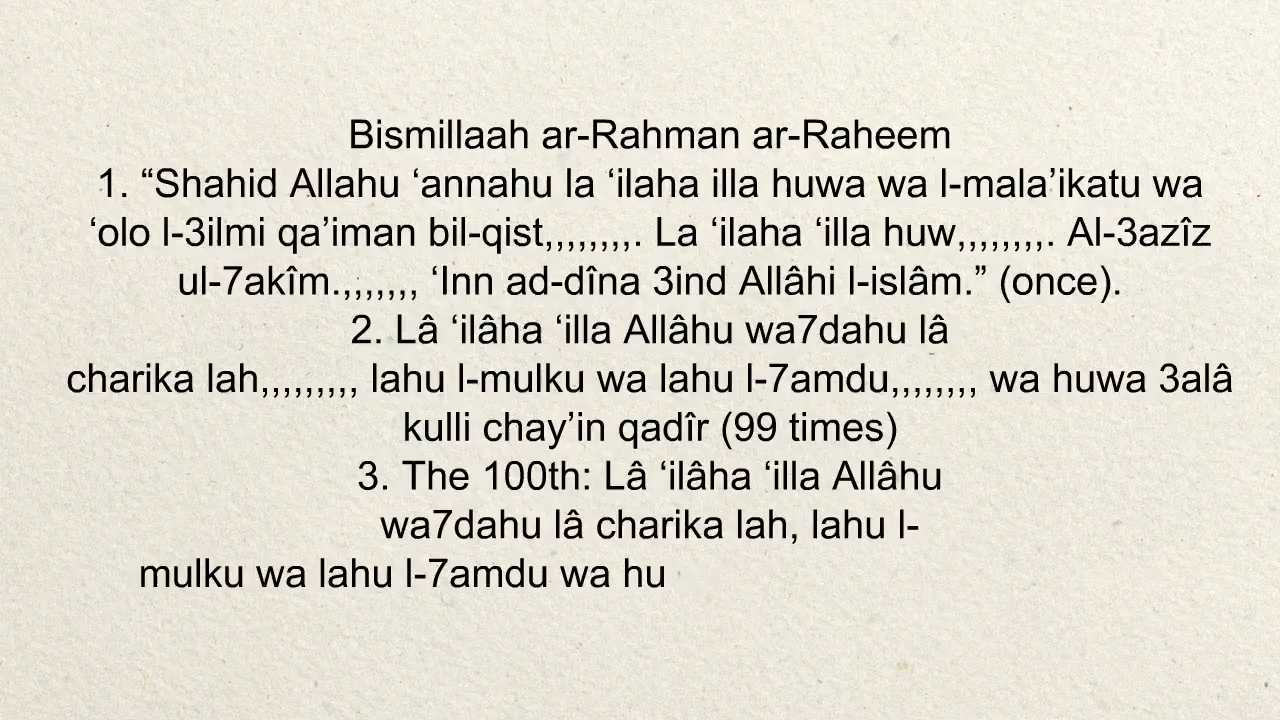 Bismillaah ar-Rahman ar-Raheem
1. “Shahid Allahu ‘annahu la ‘ilaha illa huwa wa l-mala’ikatu wa
‘olo l-3ilmi qa’iman bil-qist,,,,,,,,,. La ‘ilaha ‘illa huw,,,,,,,,. Al-3azîz
ul-7akîm.,,,,,,, ‘Inn ad-dîna 3ind Allâhi l-islâm.” (once).
2. Lâ ‘ilâha ‘illa Allâhu wa7dahu lâ
charika lah,,,,,,,,, lahu l-mulku wa lahu l-7amdu,,,,,,,, wa huwa 3alâ
kulli chay’in qadîr (99 times)
3. The 100th: Lâ ‘ilâha ‘illa Allâhu
wa7dahu lâ charika lah, lahu l-
mulku wa lahu l-7amdu wa hu